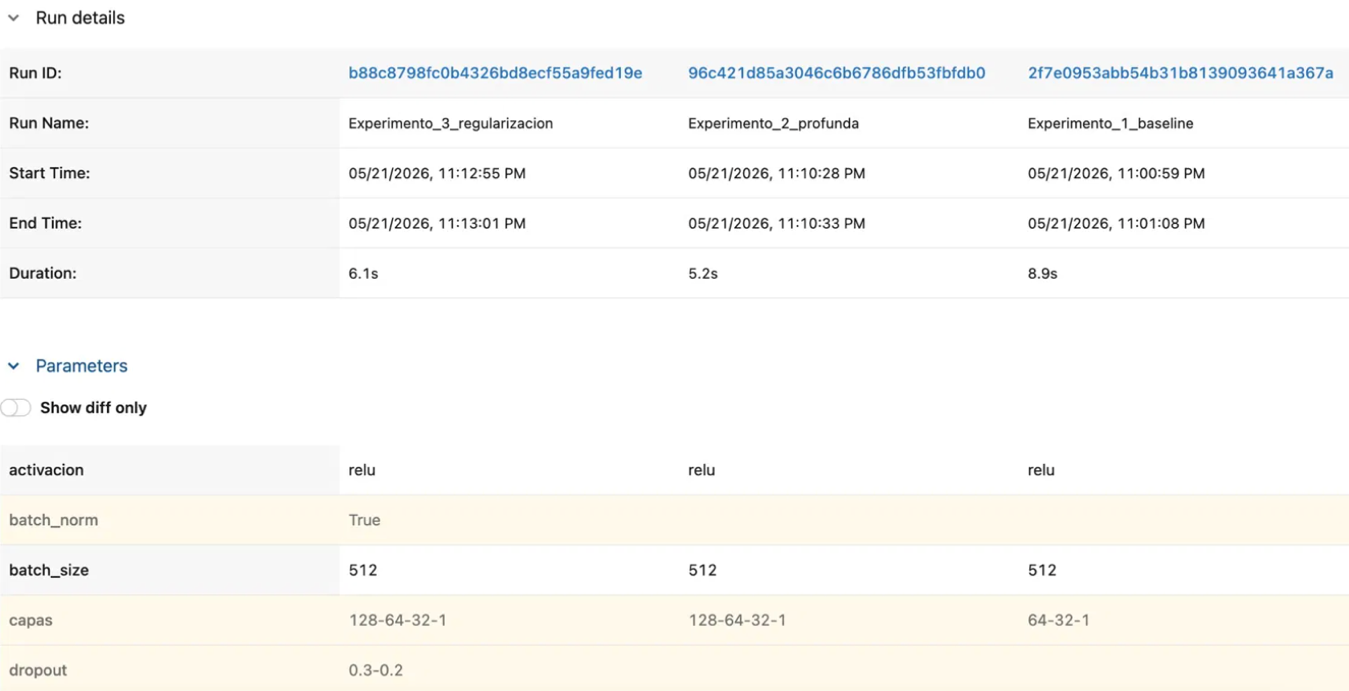 Run details
Run ID: b88c8798fc0b4326bd8ecf55a9fed19e 96c421d85a3046c6b6786dfb53fbfdb0 2f7e0953abb54b31b8139093641a367a
Run Name: Experimento_3_regularizacion Experimento_2_profunda Experimento_1_baseline
Start Time: 05/21/2026, 11:12:55 PM 05/21/2026, 11:10:28 PM 05/21/2026, 11:00:59 PM
End Time: 05/21/2026, 11:13:01 PM 05/21/2026, 11:10:33 PM 05/21/2026, 11:01:08 PM
Duration: 6.1s 5.2s 8.9s
Parameters
Show diff only
activacion relu relu relu
batch_norm True
batch_size 512 512 512
capas 128-64-32-1 128-64-32-1 64-32-1
dropout 0.3-0.2